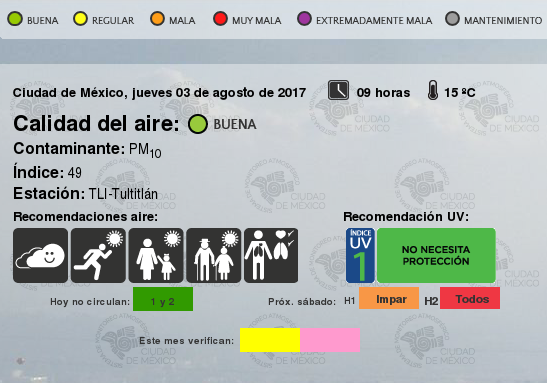 BUENA REGULAR MALA MUY MALA EXTREMADAMENTE MALA MANTENIMIENTO
Ciudad de México, jueves 03 de agosto de 2017 09 horas 15 ºC
Calidad del aire: BUENA
Contaminante: PM10
Índice: 49
Estación: TLI-Tultitlán
Recomendaciones aire: Recomendación UV:
ÍNDICE
UV
1
NO NECESITA
PROTECCIÓN
Hoy no circulan: 1 y 2 Próx. sábado: H1 Impar H2 Todos
Este mes verifican:
CIUDAD
DE MÉXICO